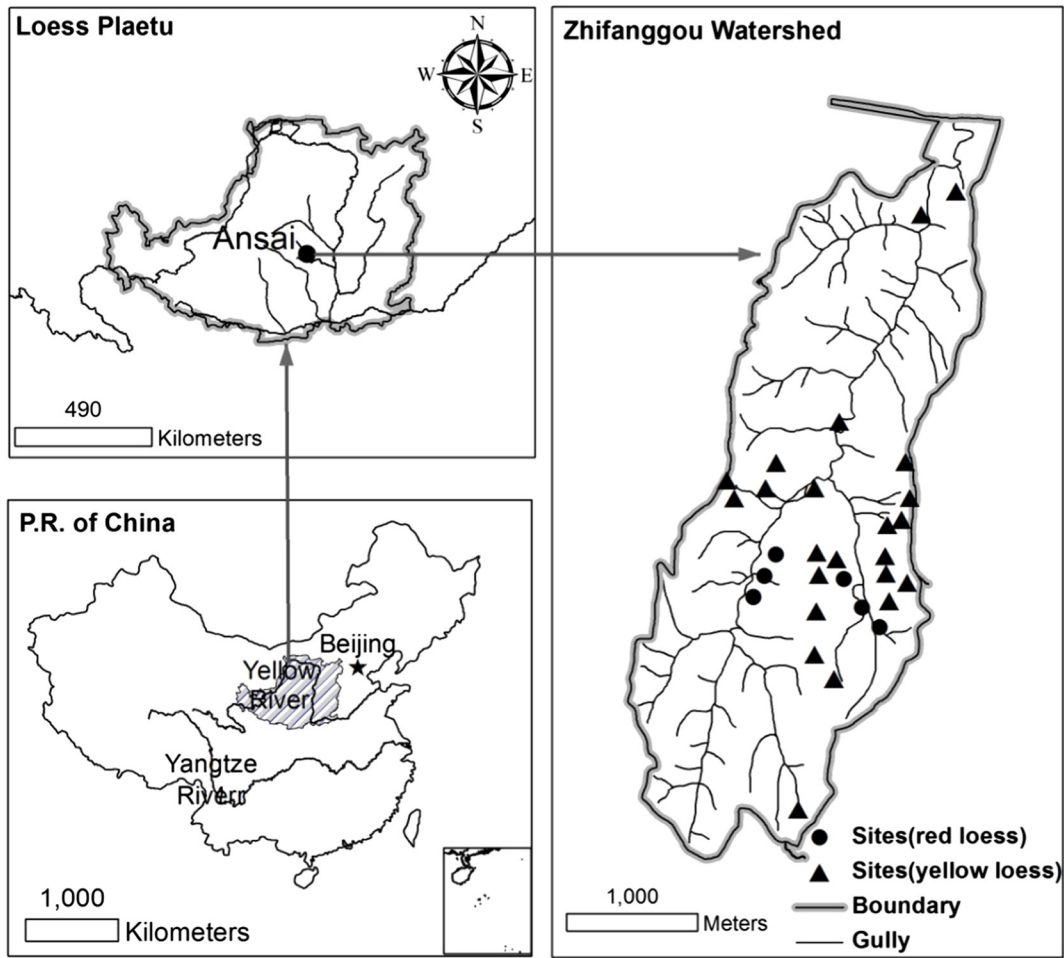 Loess Plaetu
N
W
E
S
Ansai
490
Kilometers
P.R. of China
Beijing
Yellow
River
Yangtze
Riverr
1,000
Kilometers
Zhifanggou Watershed
Sites(red loess)
Sites(yellow loess)
Boundary
Gully
1,000
Meters